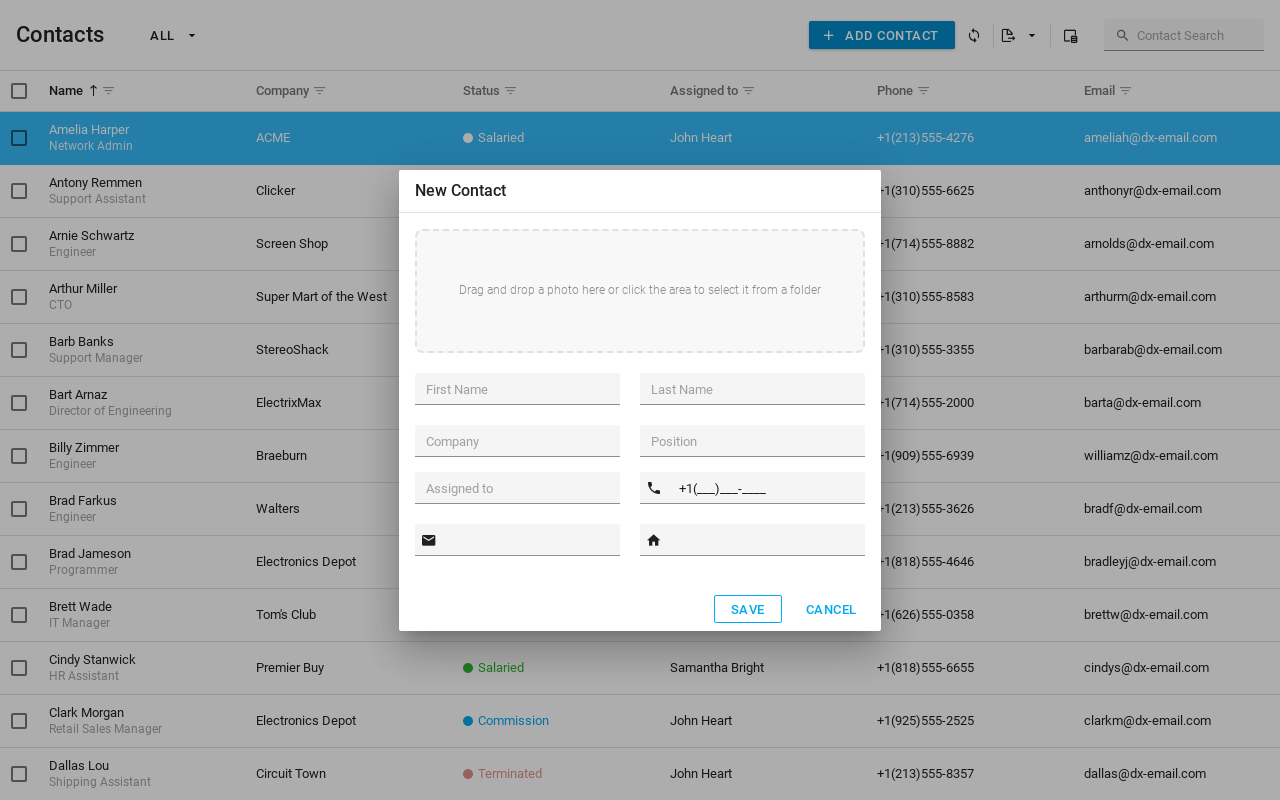 Contacts
ALL
ADD CONTACT
Contact Search
Name
Company
Status
Assigned to
Phone
Email
Amelia Harper
Network Admin
ACME
Salaried
John Heart
+1(213)555-4276
ameliah@dx-email.com
Antony Remmen
Support Assistant
Clicker
+1(310)555-6625
anthonyr@dx-email.com
Arnie Schwartz
Engineer
Screen Shop
+1(714)555-8882
arnolds@dx-email.com
Arthur Miller
CTO
Super Mart of the West
+1(310)555-8583
arthurm@dx-email.com
Barb Banks
Support Manager
StereoShack
+1(310)555-3355
barbarab@dx-email.com
Bart Arnaz
Director of Engineering
ElectrixMax
+1(714)555-2000
barta@dx-email.com
Billy Zimmer
Engineer
Braeburn
+1(909)555-6939
williamz@dx-email.com
Brad Farkus
Engineer
Walters
+1(213)555-3626
bradf@dx-email.com
Brad Jameson
Programmer
Electronics Depot
+1(818)555-4646
bradleyj@dx-email.com
Brett Wade
IT Manager
Tom's Club
+1(626)555-0358
brettw@dx-email.com
Cindy Stanwick
HR Assistant
Premier Buy
Salaried
Samantha Bright
+1(818)555-6655
cindys@dx-email.com
Clark Morgan
Retail Sales Manager
Electronics Depot
Commission
John Heart
+1(925)555-2525
clarkm@dx-email.com
Dallas Lou
Shipping Assistant
Circuit Town
Terminated
John Heart
+1(213)555-8357
dallas@dx-email.com
New Contact
Drag and drop a photo here or click the area to select it from a folder
First Name
Last Name
Company
Position
Assigned to
+1(___)___-____
SAVE
CANCEL